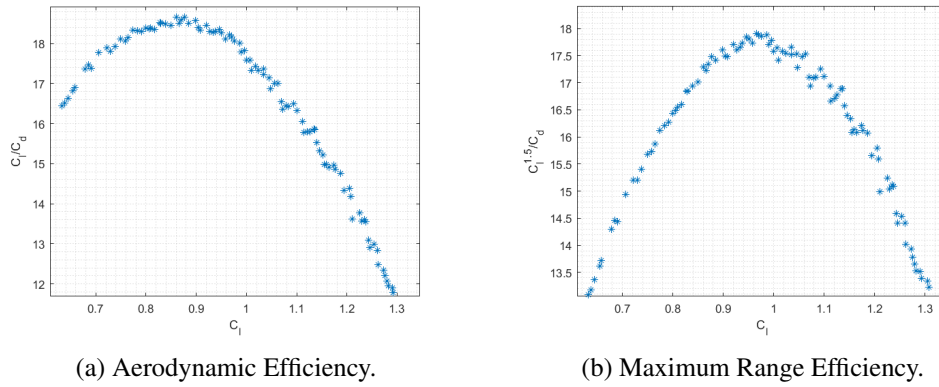 18
17
16
15
14
13
12
0.7 0.8 0.9 1 1.1 1.2 1.3
C_l/C_d
C_l
(a) Aerodynamic Efficiency.
18
17.5
17
16.5
16
15.5
15
14.5
14
13.5
0.7 0.8 0.9 1 1.1 1.2 1.3
C_l^1.5/C_d
C_l
(b) Maximum Range Efficiency.